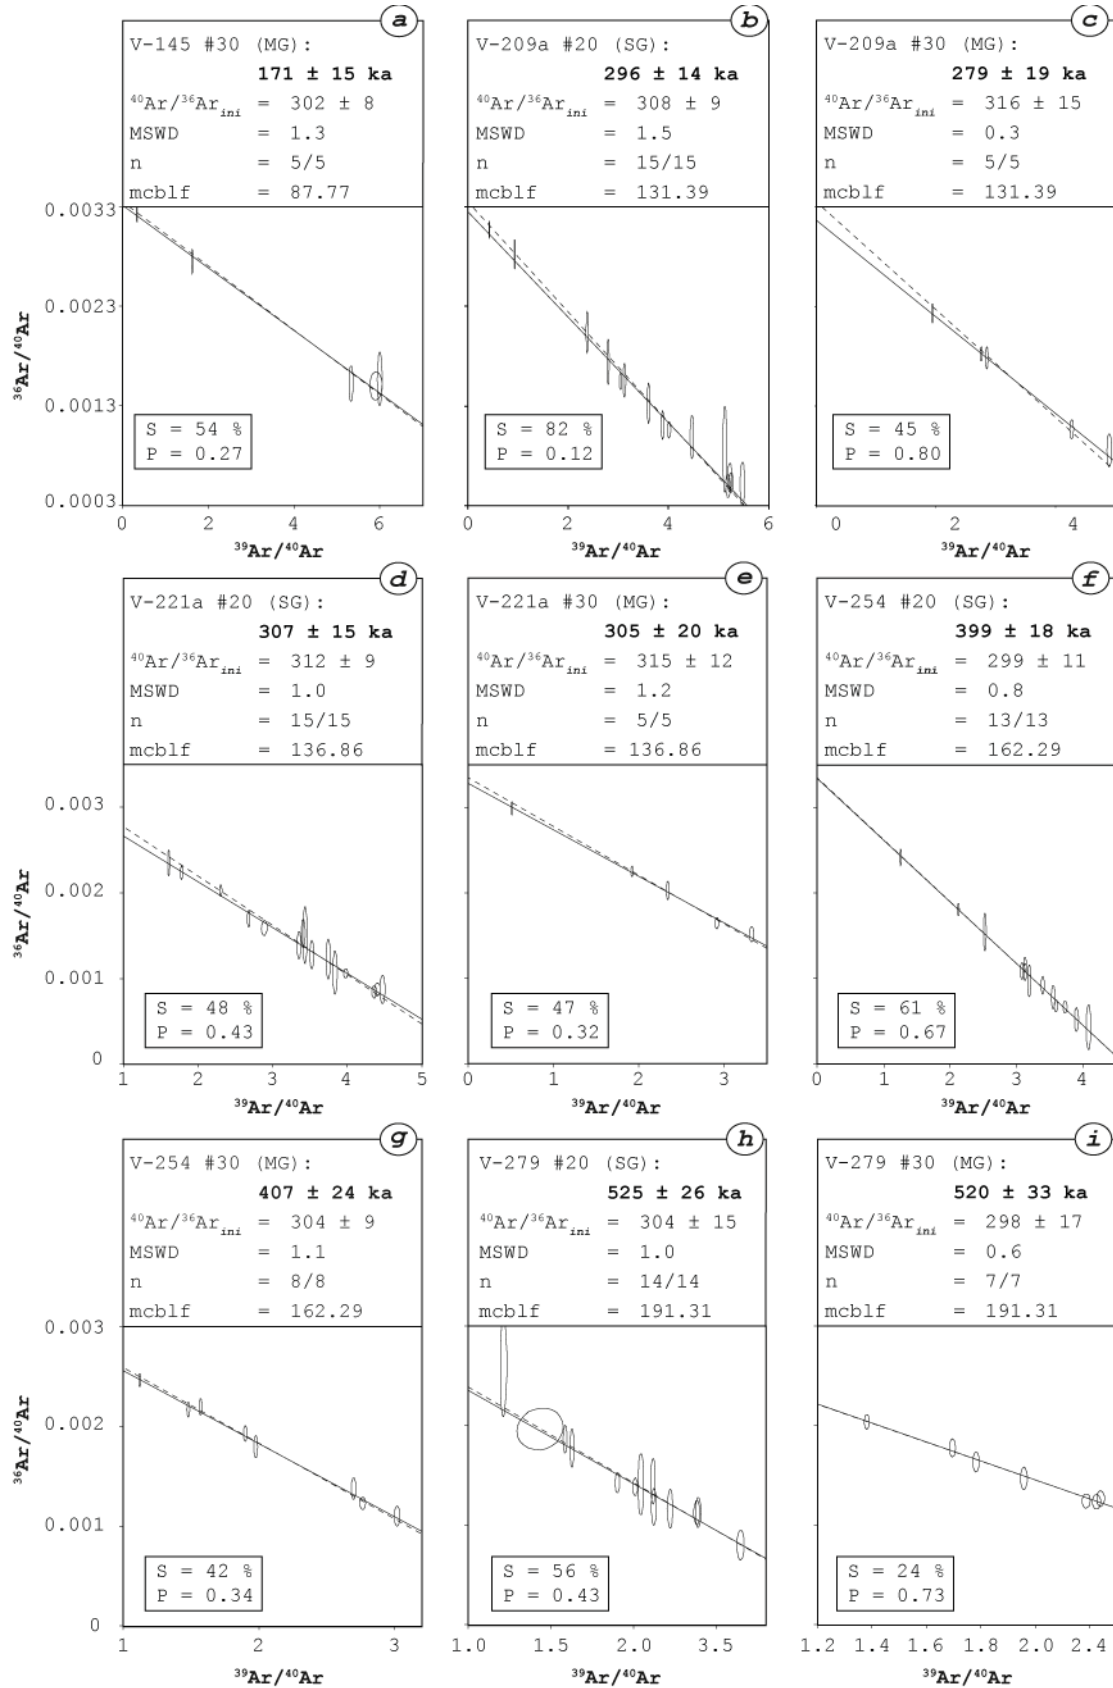 a
V-145 #30 (MG):
171 ± 15 ka
⁴⁰Ar/³⁶Ar_ini = 302 ± 8
MSWD = 1.3
n = 5/5
mcblf = 87.77
0.0033
0.0023
0.0013
0.0003
³⁶Ar/⁴⁰Ar
S = 54 %
P = 0.27
0 2 4 6
³⁹Ar/⁴⁰Ar
b
V-209a #20 (SG):
296 ± 14 ka
⁴⁰Ar/³⁶Ar_ini = 308 ± 9
MSWD = 1.5
n = 15/15
mcblf = 131.39
S = 82 %
P = 0.12
0 2 4 6
³⁹Ar/⁴⁰Ar
c
V-209a #30 (MG):
279 ± 19 ka
⁴⁰Ar/³⁶Ar_ini = 316 ± 15
MSWD = 0.3
n = 5/5
mcblf = 131.39
S = 45 %
P = 0.80
0 2 4
³⁹Ar/⁴⁰Ar
d
V-221a #20 (SG):
307 ± 15 ka
⁴⁰Ar/³⁶Ar_ini = 312 ± 9
MSWD = 1.0
n = 15/15
mcblf = 136.86
0.003
0.002
0.001
0
³⁶Ar/⁴⁰Ar
S = 48 %
P = 0.43
1 2 3 4 5
³⁹Ar/⁴⁰Ar
e
V-221a #30 (MG):
305 ± 20 ka
⁴⁰Ar/³⁶Ar_ini = 315 ± 12
MSWD = 1.2
n = 5/5
mcblf = 136.86
S = 47 %
P = 0.32
0 1 2 3
³⁹Ar/⁴⁰Ar
f
V-254 #20 (SG):
399 ± 18 ka
⁴⁰Ar/³⁶Ar_ini = 299 ± 11
MSWD = 0.8
n = 13/13
mcblf = 162.29
S = 61 %
P = 0.67
0 1 2 3 4
³⁹Ar/⁴⁰Ar
g
V-254 #30 (MG):
407 ± 24 ka
⁴⁰Ar/³⁶Ar_ini = 304 ± 9
MSWD = 1.1
n = 8/8
mcblf = 162.29
0.003
0.002
0.001
0
³⁶Ar/⁴⁰Ar
S = 42 %
P = 0.34
1 2 3
³⁹Ar/⁴⁰Ar
h
V-279 #20 (SG):
525 ± 26 ka
⁴⁰Ar/³⁶Ar_ini = 304 ± 15
MSWD = 1.0
n = 14/14
mcblf = 191.31
S = 56 %
P = 0.43
1.0 1.5 2.0 3.5
³⁹Ar/⁴⁰Ar
i
V-279 #30 (MG):
520 ± 33 ka
⁴⁰Ar/³⁶Ar_ini = 298 ± 17
MSWD = 0.6
n = 7/7
mcblf = 191.31
S = 24 %
P = 0.73
1.2 1.4 1.6 1.8 2.0 2.4
³⁹Ar/⁴⁰Ar